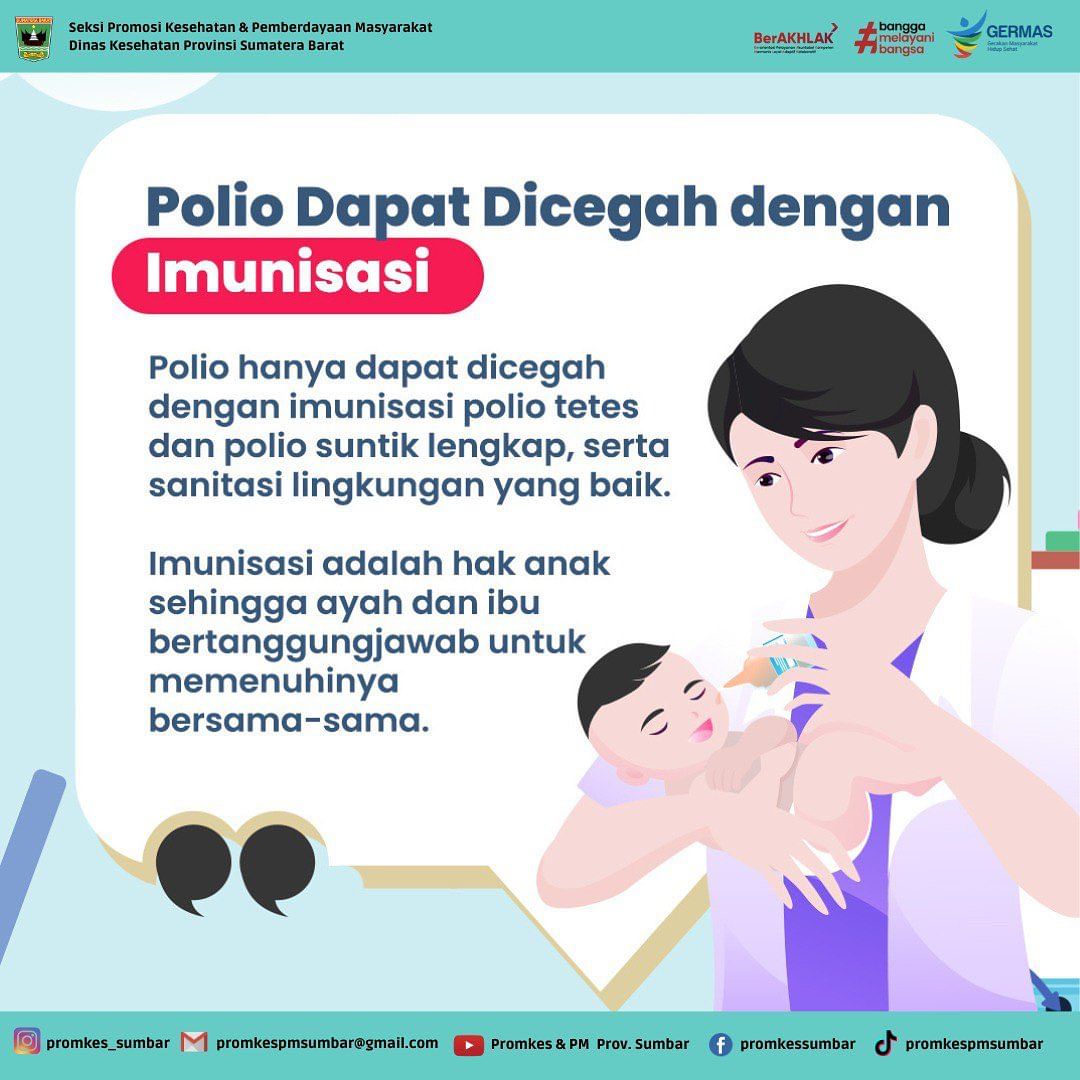 Seksi Promosi Kesehatan & Pemberdayaan Masyarakat
Dinas Kesehatan Provinsi Sumatera Barat
BerAKHLAK
#bangga
melayani
bangsa
GERMAS
Gerakan Masyarakat
Hidup Sehat
Polio Dapat Dicegah dengan
Imunisasi
Polio hanya dapat dicegah
dengan imunisasi polio tetes
dan polio suntik lengkap, serta
sanitasi lingkungan yang baik.
Imunisasi adalah hak anak
sehingga ayah dan ibu
bertanggungjawab untuk
memenuhinya
bersama-sama.
promkes_sumbar
promkespmsumbar@gmail.com
Promkes & PM Prov. Sumbar
promkessumbar
promkespmsumbar